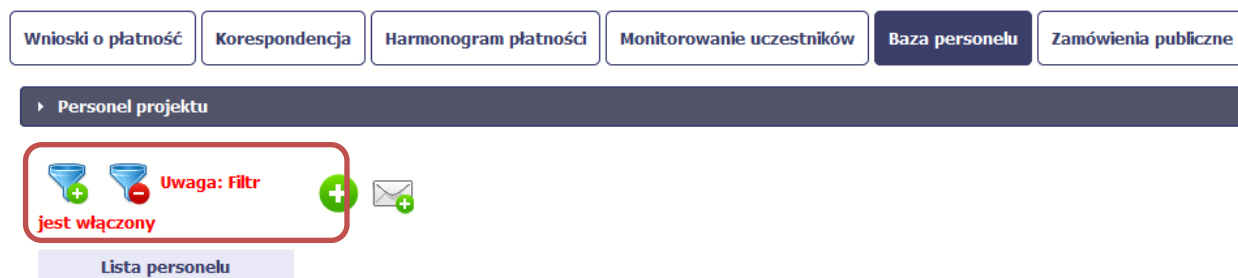 Wnioski o płatność Korespondencja Harmonogram płatności Monitorowanie uczestników Baza personelu Zamówienia publiczne
Personel projektu
Uwaga: Filtr
jest włączony
Lista personelu